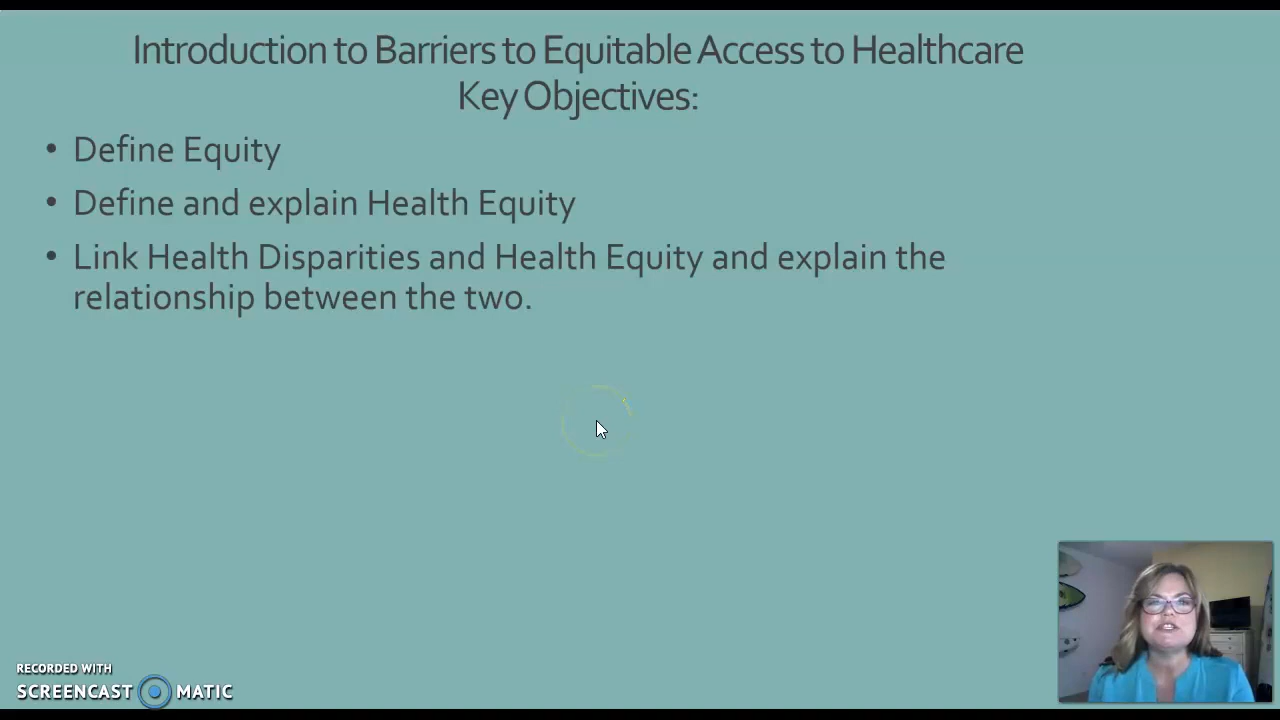 Introduction to Barriers to Equitable Access to Healthcare
Key Objectives:
• Define Equity
• Define and explain Health Equity
• Link Health Disparities and Health Equity and explain the
relationship between the two.
RECORDED WITH
SCREENCAST MATIC